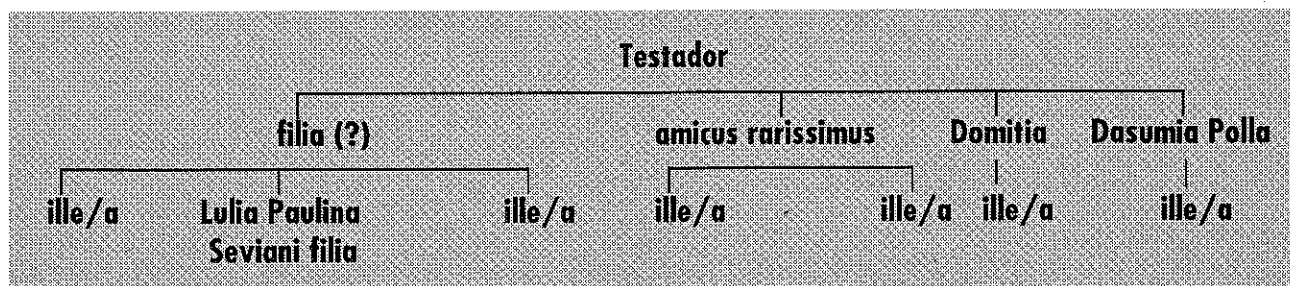 Testador
filia (?) amicus rarissimus Domitia Dasumia Polla
ille/a Lulia Paulina ille/a ille/a ille/a ille/a ille/a
Seviani filia